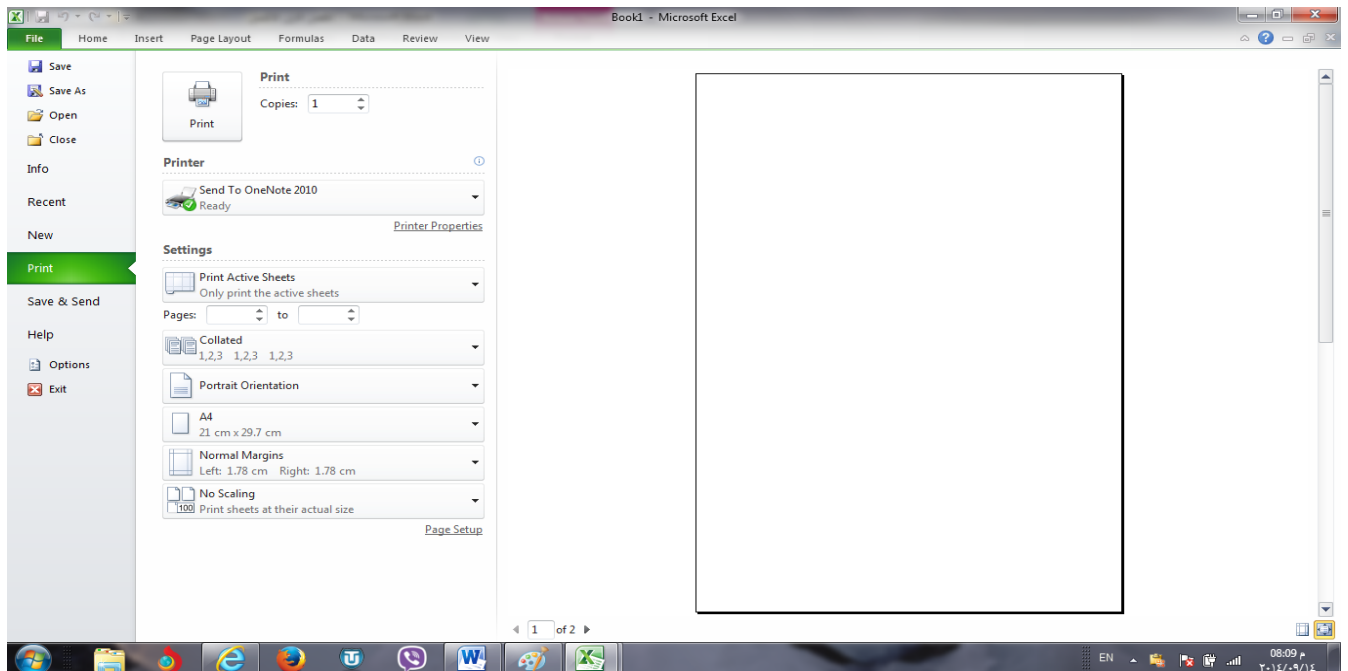 Book1 - Microsoft Excel
File Home Insert Page Layout Formulas Data Review View
Save
Save As
Open
Close
Info
Recent
New
Print
Save & Send
Help
Options
Exit
Print
Print
Copies: 1
Printer
Send To OneNote 2010
Ready
Printer Properties
Settings
Print Active Sheets
Only print the active sheets
Pages: to
Collated
1,2,3 1,2,3 1,2,3
Portrait Orientation
A4
21 cm x 29.7 cm
Normal Margins
Left: 1.78 cm Right: 1.78 cm
No Scaling
100 Print sheets at their actual size
Page Setup
1 of 2
EN
08:09 م
٢٠١٤/٠٩/١٤